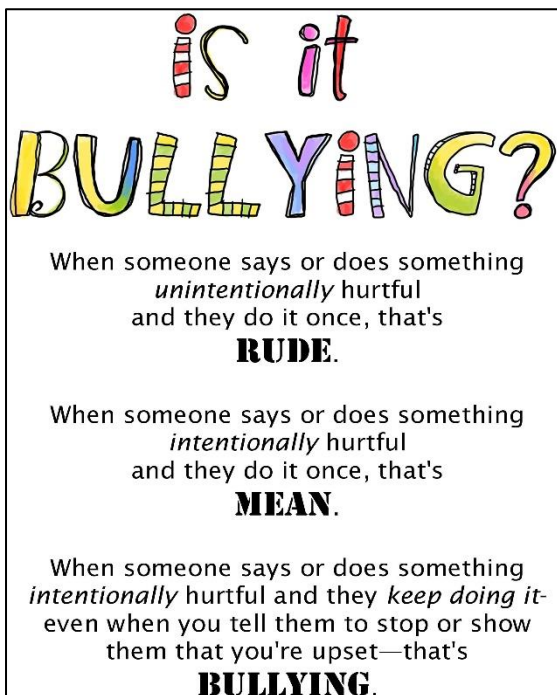 is it
BULLYiNG?
When someone says or does something
unintentionally hurtful
and they do it once, that's
RUDE.
When someone says or does something
intentionally hurtful
and they do it once, that's
MEAN.
When someone says or does something
intentionally hurtful and they keep doing it-
even when you tell them to stop or show
them that you're upset—that's
BULLYING.